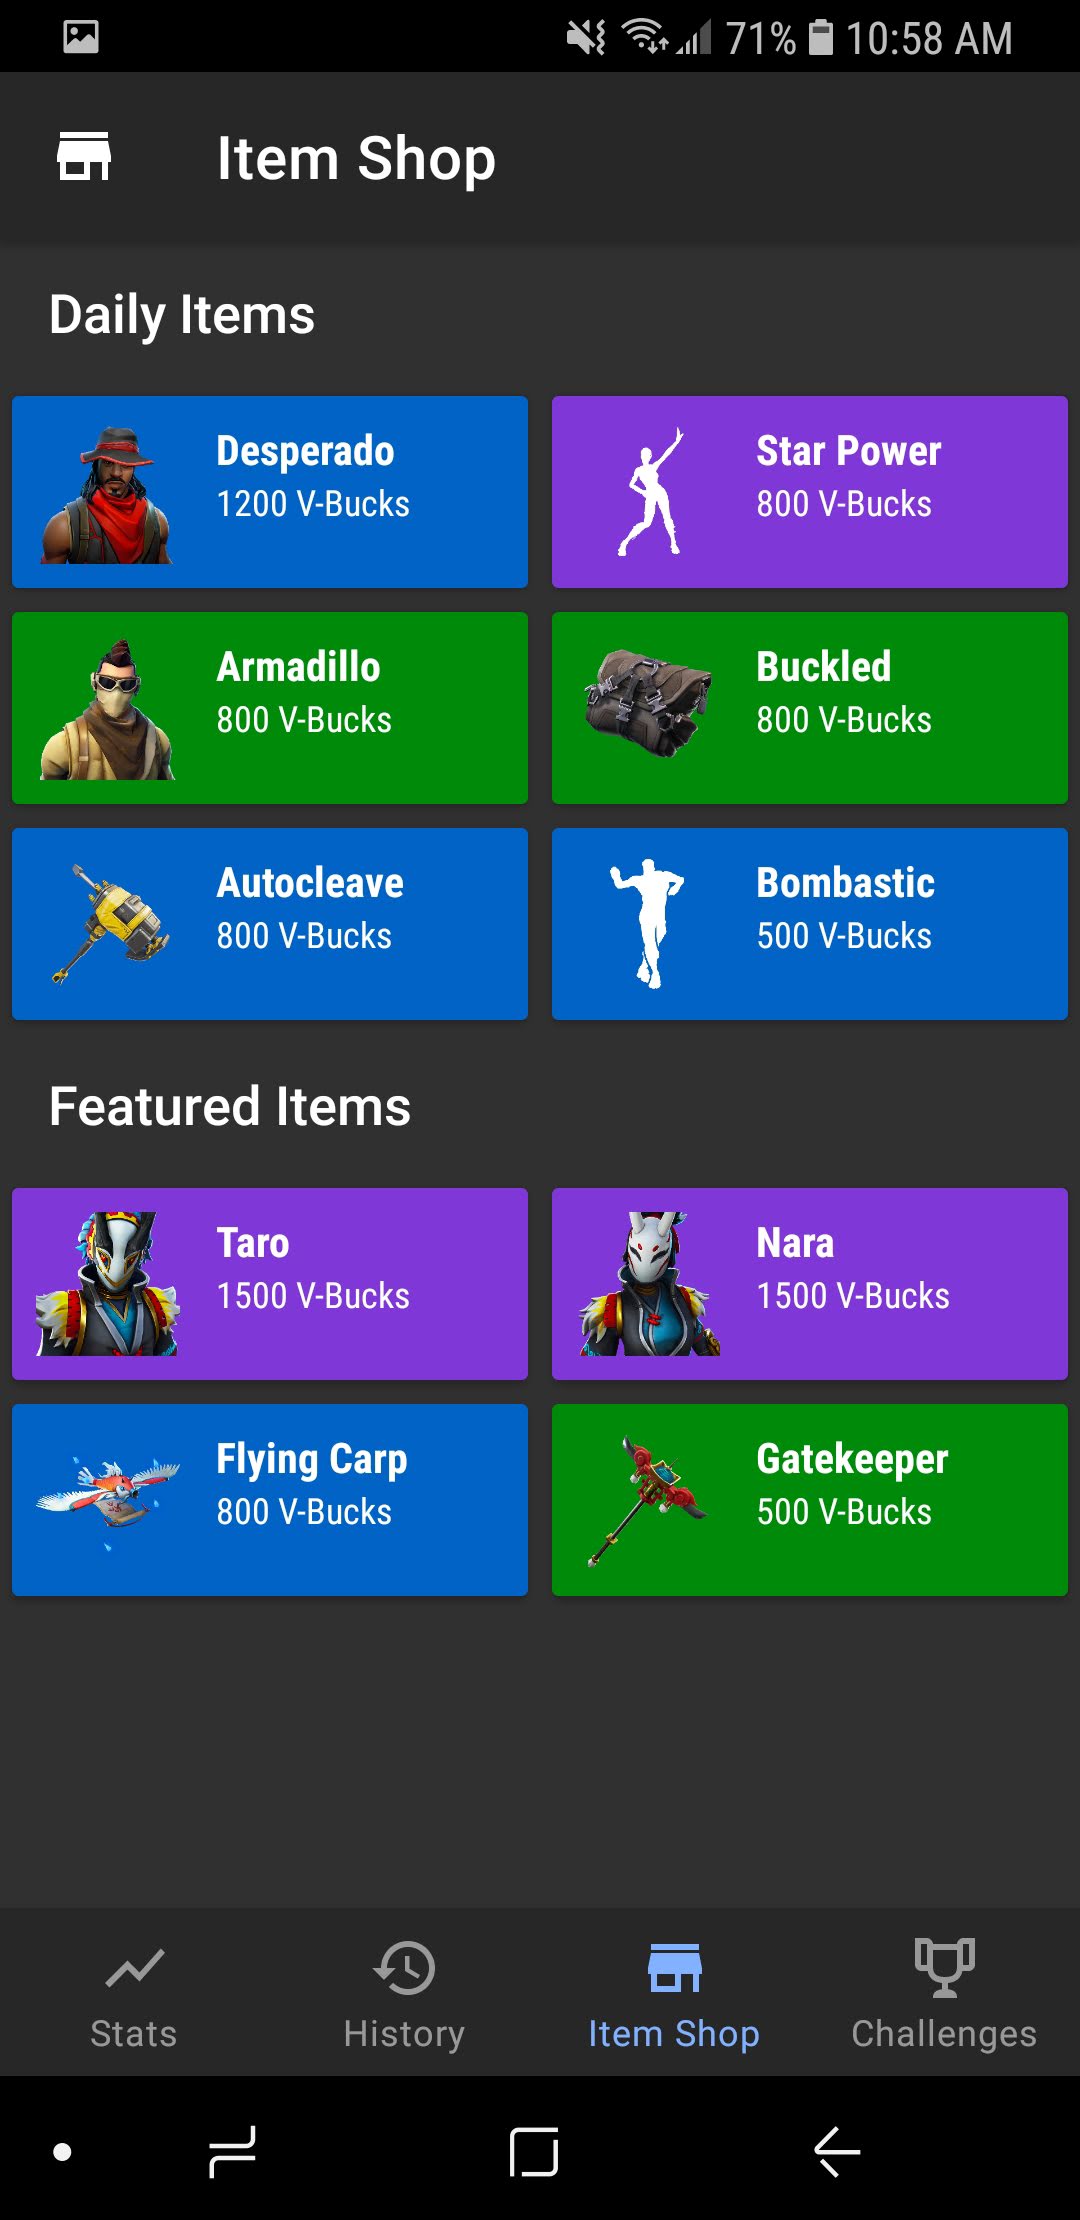 71% 10:58 AM
Item Shop
Daily Items
Desperado
1200 V-Bucks
Star Power
800 V-Bucks
Armadillo
800 V-Bucks
Buckled
800 V-Bucks
Autocleave
800 V-Bucks
Bombastic
500 V-Bucks
Featured Items
Taro
1500 V-Bucks
Nara
1500 V-Bucks
Flying Carp
800 V-Bucks
Gatekeeper
500 V-Bucks
Stats
History
Item Shop
Challenges